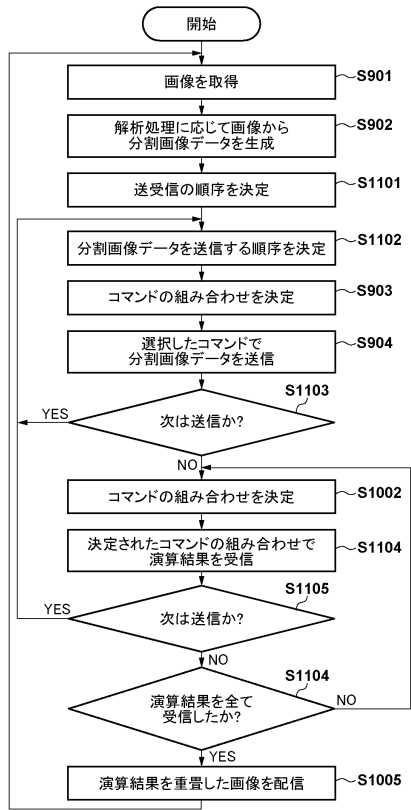 開始
画像を取得
S901
解析処理に応じて画像から
分割画像データを生成
S902
送受信の順序を決定
S1101
分割画像データを送信する順序を決定
S1102
コマンドの組み合わせを決定
S903
選択したコマンドで
分割画像データを送信
S904
S1103
次は送信か?
YES
NO
コマンドの組み合わせを決定
S1002
決定されたコマンドの組み合わせで
演算結果を受信
S1104
S1105
次は送信か?
YES
NO
S1104
演算結果を全て
受信したか?
NO
YES
演算結果を重畳した画像を配信
S1005